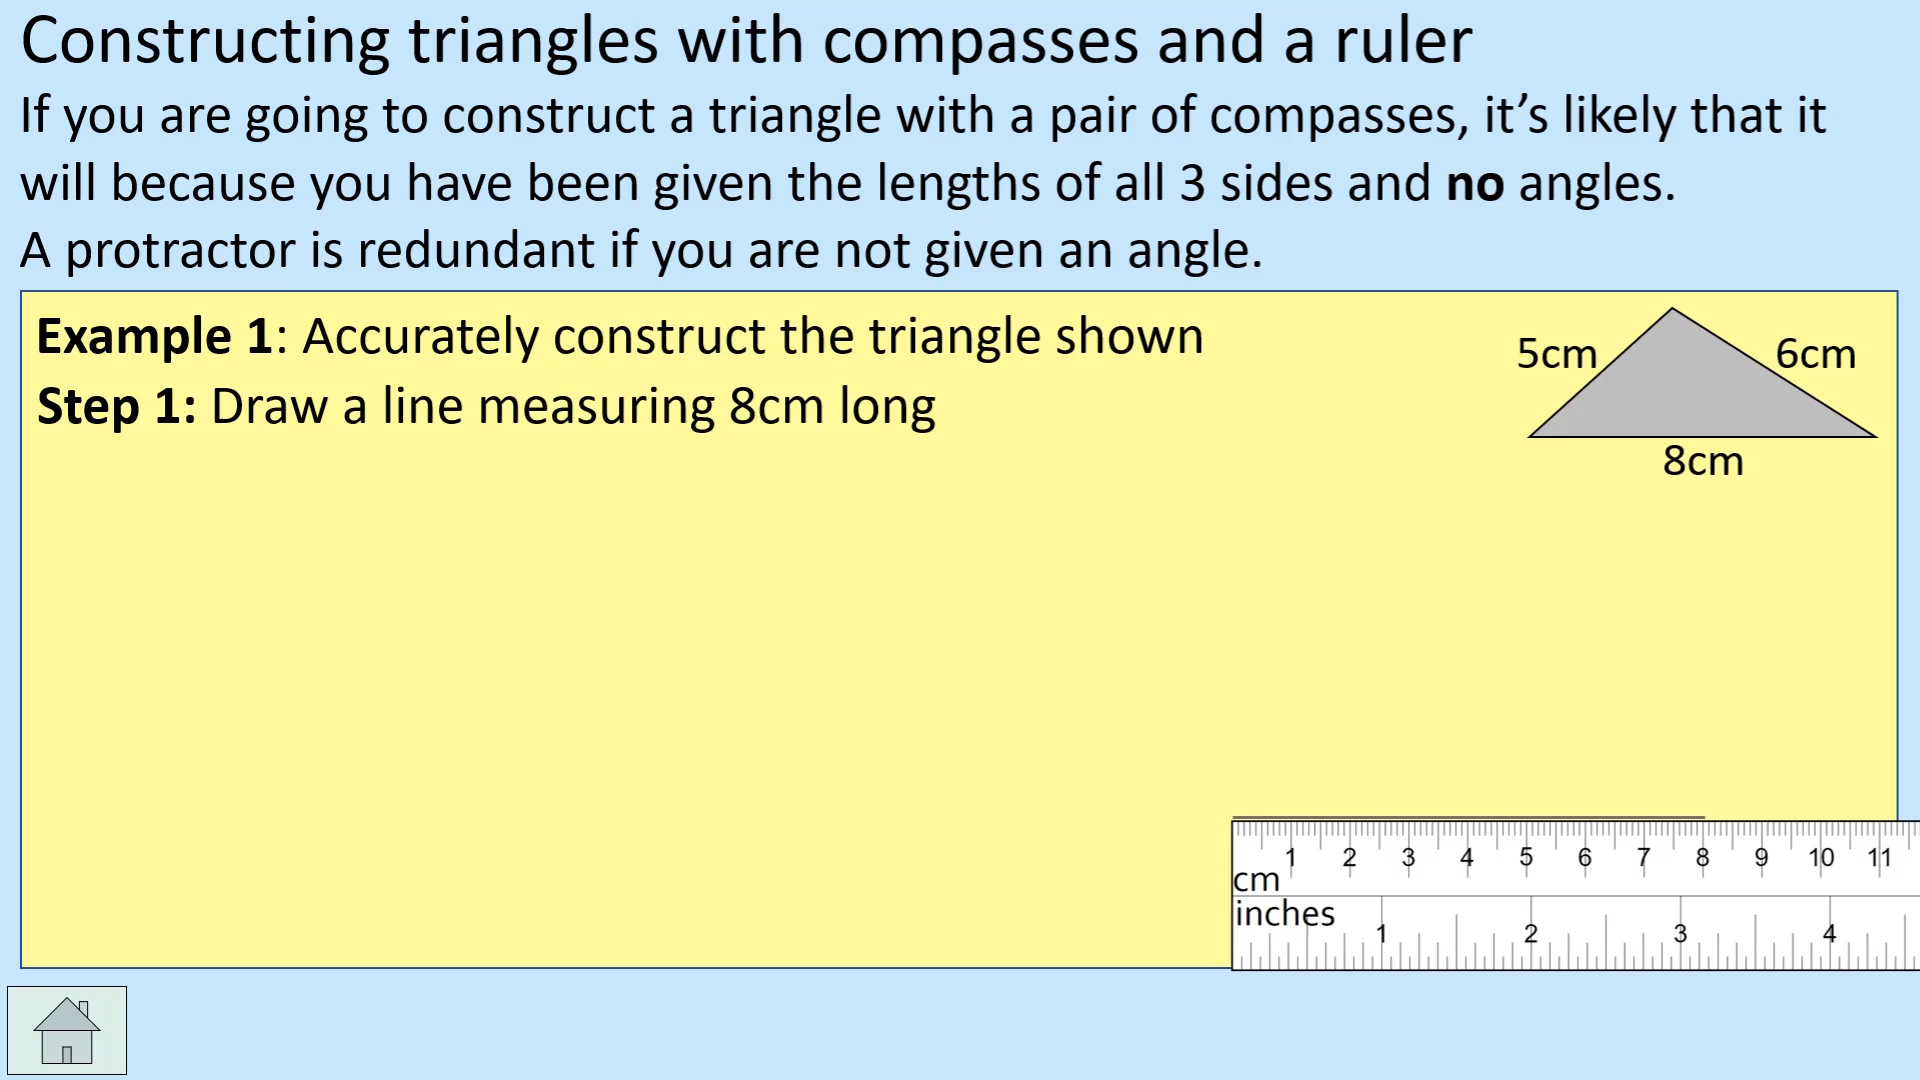 Constructing triangles with compasses and a ruler
If you are going to construct a triangle with a pair of compasses, it’s likely that it
will because you have been given the lengths of all 3 sides and no angles.
A protractor is redundant if you are not given an angle.
Example 1: Accurately construct the triangle shown
Step 1: Draw a line measuring 8cm long
5cm
6cm
8cm
1 2 3 4 5 6 7 8 9 10 11
cm
inches
1 2 3 4